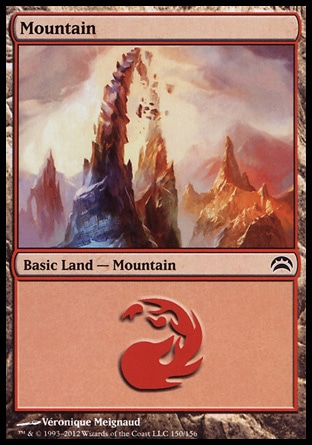 Mountain
Basic Land — Mountain
Véronique Meignaud
™ & © 1993–2012 Wizards of the Coast LLC 150/156